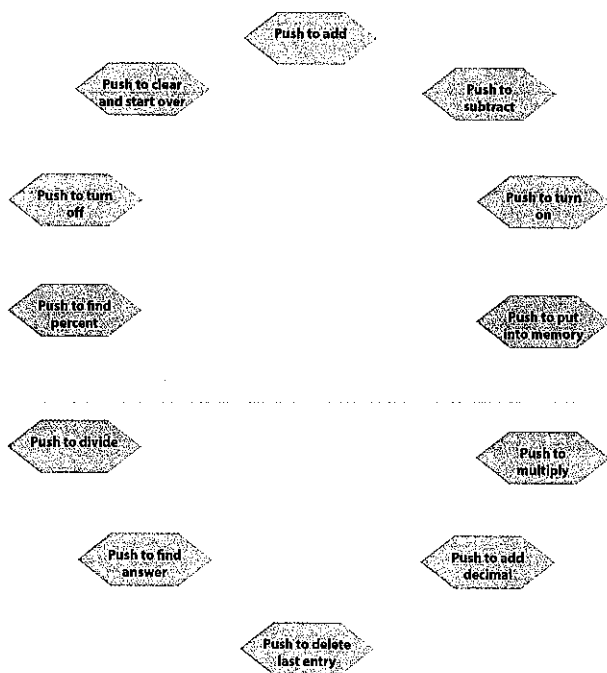 Push to add
Push to clear
and start over
Push to
subtract
Push to turn
off
Push to turn
on
Push to find
percent
Push to put
into memory
Push to divide
Push to
multiply
Push to find
answer
Push to add
decimal
Push to delete
last entry